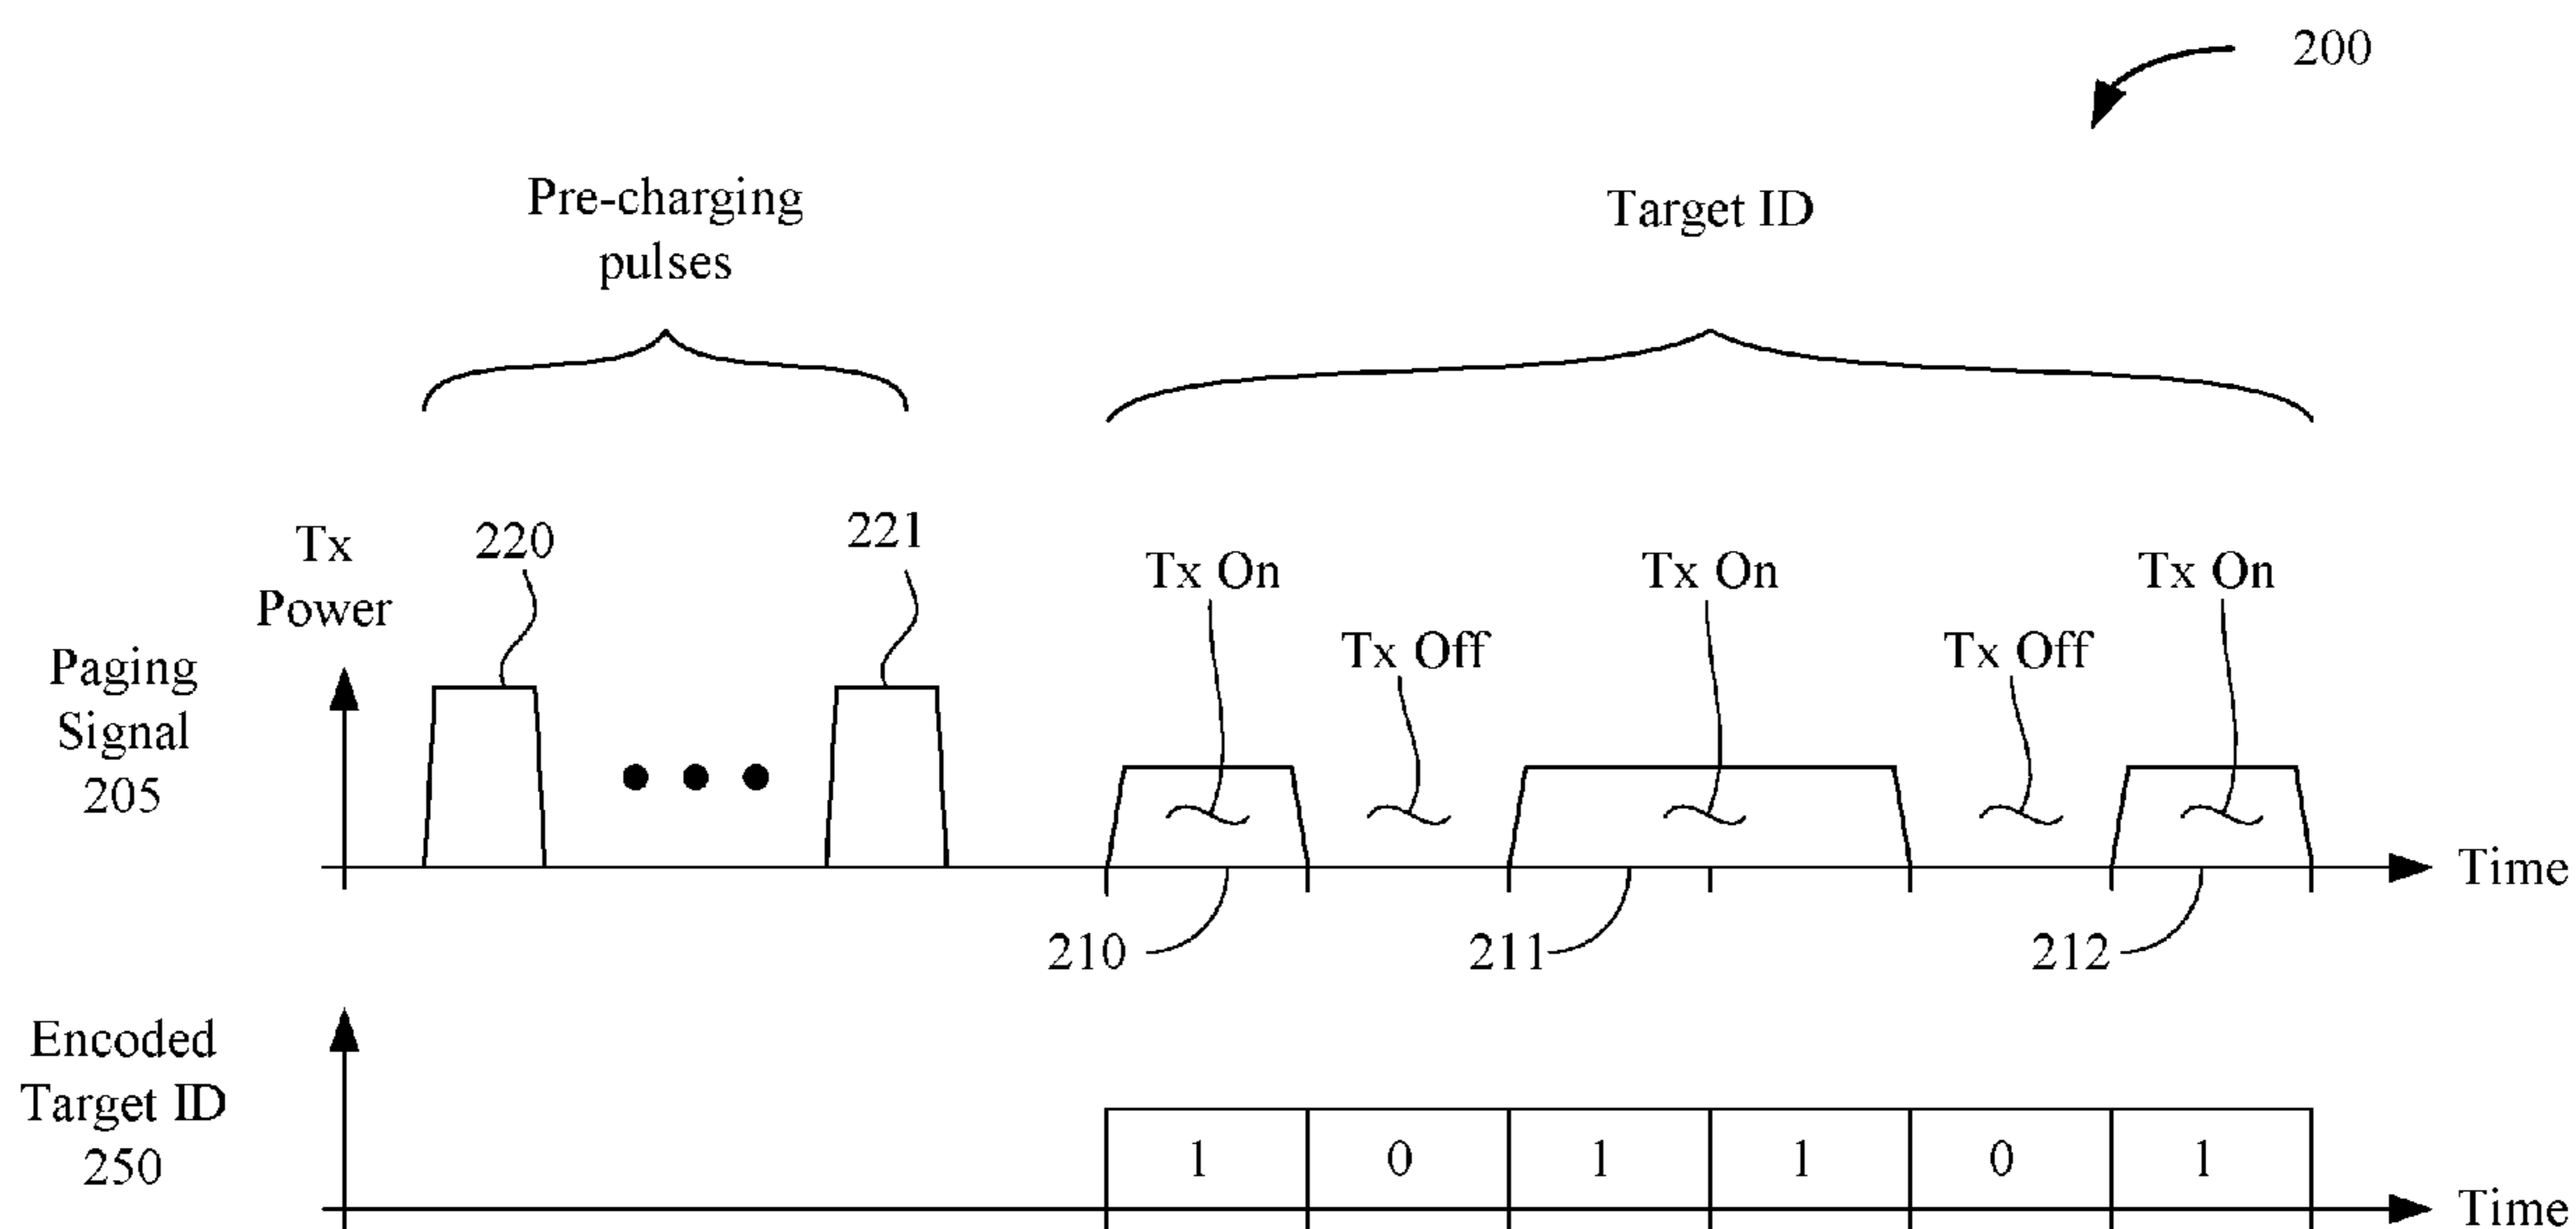 200
Pre-charging
pulses
Target ID
Tx
Power
220
221
Tx On
Tx Off
Tx On
Tx Off
Tx On
Paging
Signal
205
Time
210
211
212
Encoded
Target ID
250
1 0 1 1 0 1
Time